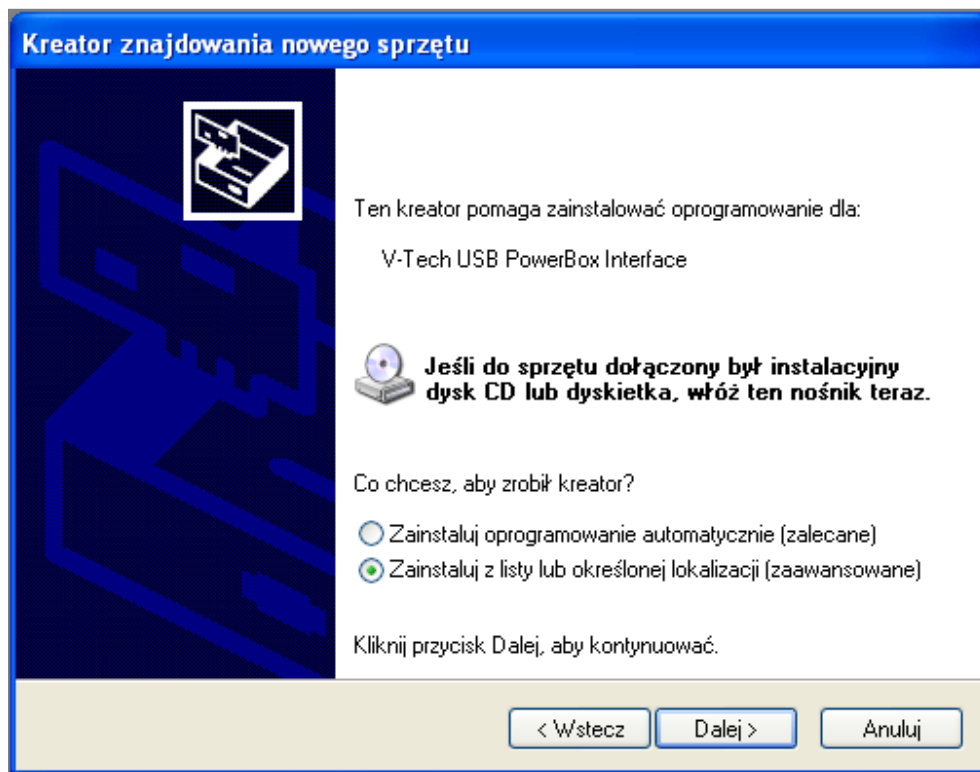 Kreator znajdowania nowego sprzętu
Ten kreator pomaga zainstalować oprogramowanie dla:
V-Tech USB PowerBox Interface
Jeśli do sprzętu dołączony był instalacyjny
dysk CD lub dyskietka, włóż ten nośnik teraz.
Co chcesz, aby zrobił kreator?
Zainstaluj oprogramowanie automatycznie (zalecane)
Zainstaluj z listy lub określonej lokalizacji (zaawansowane)
Kliknij przycisk Dalej, aby kontynuować.
< Wstecz
Dalej >
Anuluj